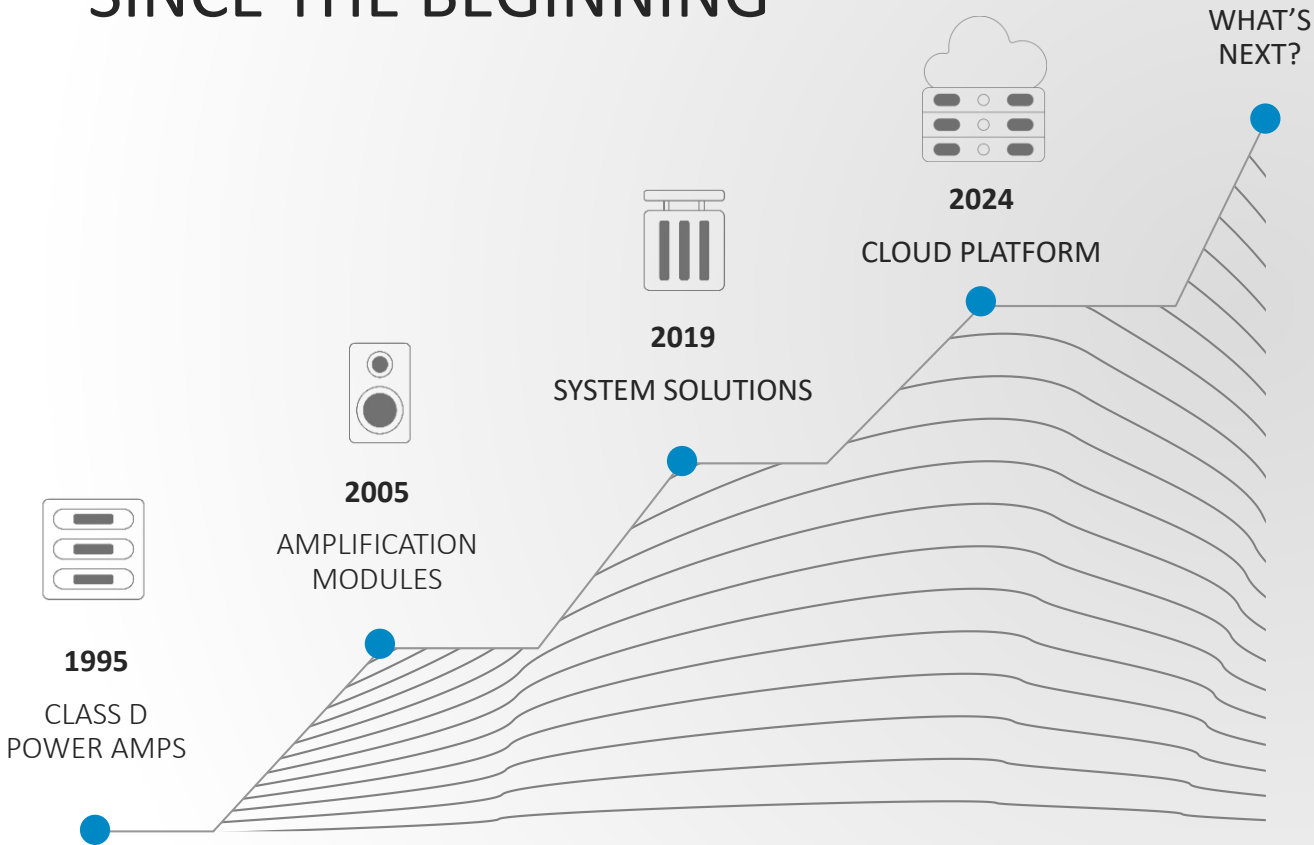 SINCE THE BEGINNING
WHAT'S
NEXT?
2024
CLOUD PLATFORM
2019
SYSTEM SOLUTIONS
2005
AMPLIFICATION
MODULES
1995
CLASS D
POWER AMPS